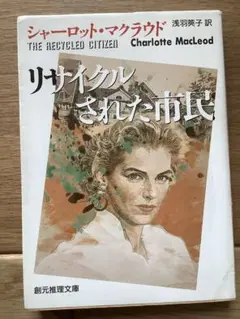 シャーロット・マクラウド
浅羽莢子 訳
THE RECYCLED CITIZEN
Charlotte MacLeod
リサイクル
された市民
創元推理文庫